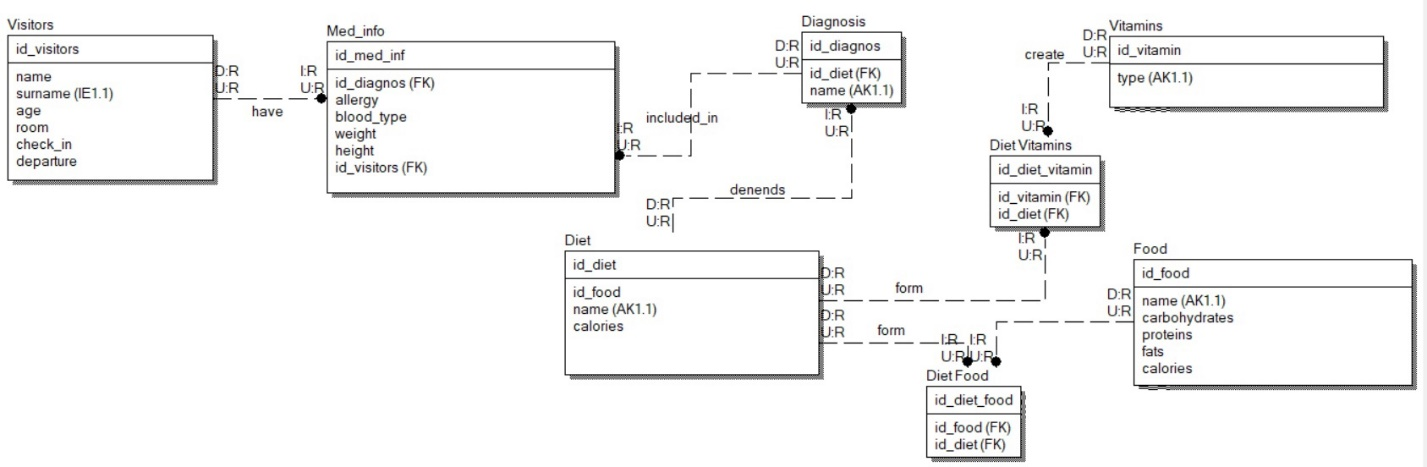 Visitors
id_visitors
name
surname (IE1.1)
age
room
check_in
departure
D:R
U:R
have
I:R
U:R
Med_info
id_med_inf
id_diagnos (FK)
allergy
blood_type
weight
height
id_visitors (FK)
I:R
U:R
included_in
Diagnosis
D:R
U:R
id_diagnos
id_diet (FK)
name (AK1.1)
I:R
U:R
denends
D:R
U:R
Vitamins
D:R
U:R
id_vitamin
type (AK1.1)
create
I:R
U:R
Diet Vitamins
id_diet_vitamin
id_vitamin (FK)
id_diet (FK)
I:R
U:R
Diet
id_diet
id_food
name (AK1.1)
calories
D:R
U:R
form
D:R
U:R
form
Food
id_food
name (AK1.1)
carbohydrates
proteins
fats
calories
D:R
U:R
I:R I:R
U:R U:R
Diet Food
id_diet_food
id_food (FK)
id_diet (FK)